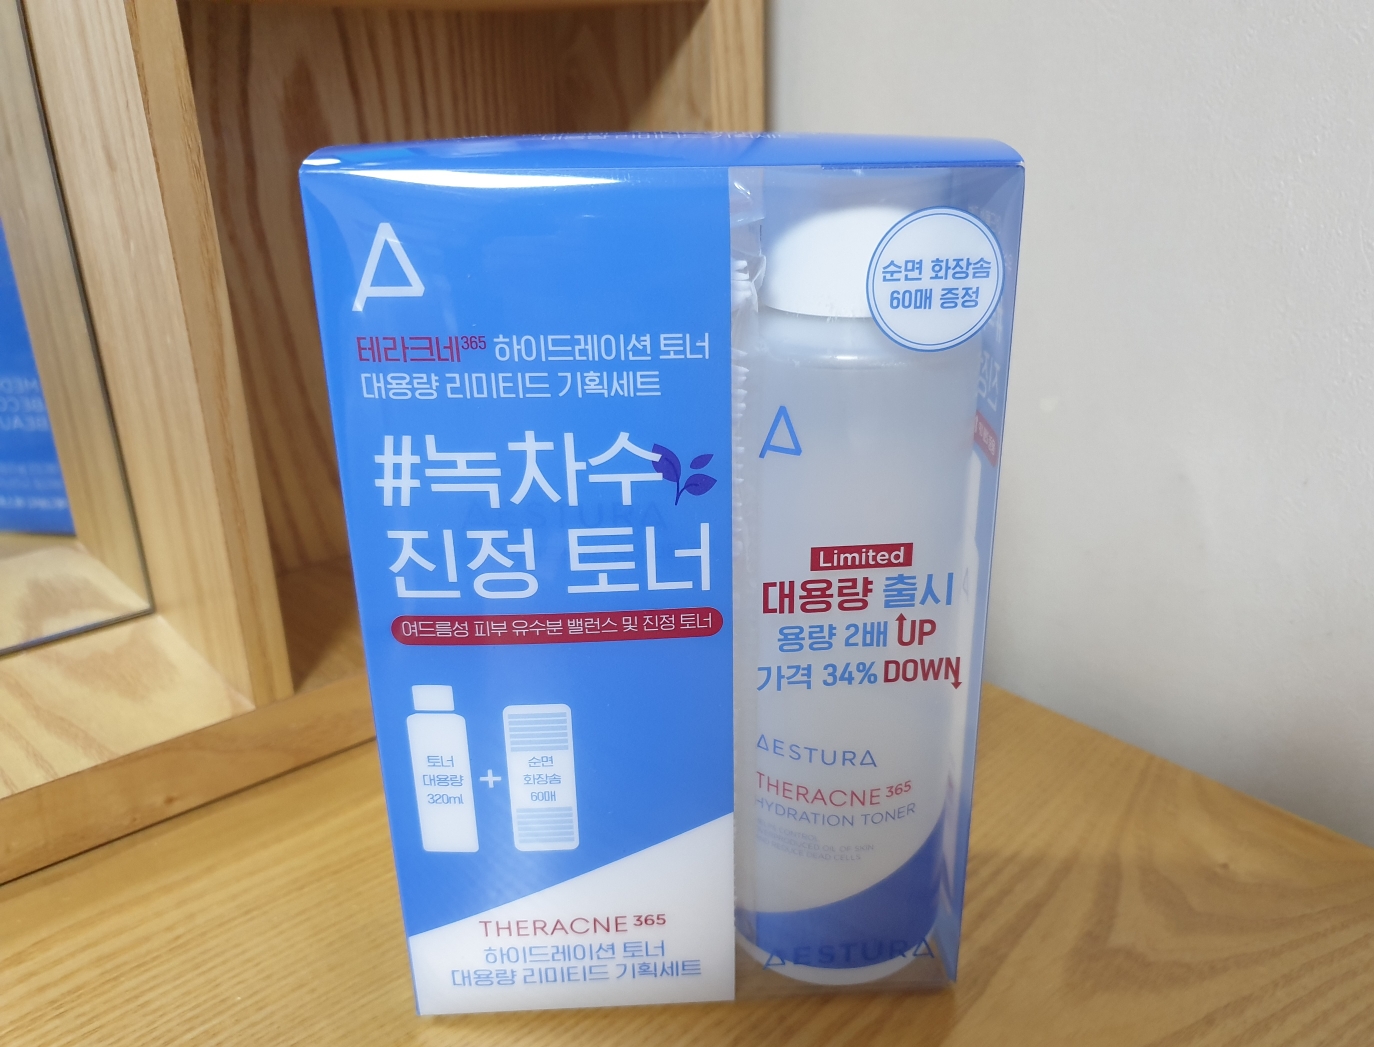 테라크네365 하이드레이션 토너
대용량 리미티드 기획세트
#녹차수
진정 토너
여드름성 피부 유수분 밸런스 및 진정 토너
토너
대용량
320ml
+
순면
화장솜
60매
THERACNE 365
하이드레이션 토너
대용량 리미티드 기획세트
순면 화장솜
60매 증정
Limited
대용량 출시
용량 2배 UP
가격 34% DOWN
AESTURA
THERACNE 365
HYDRATION TONER
AESTURA